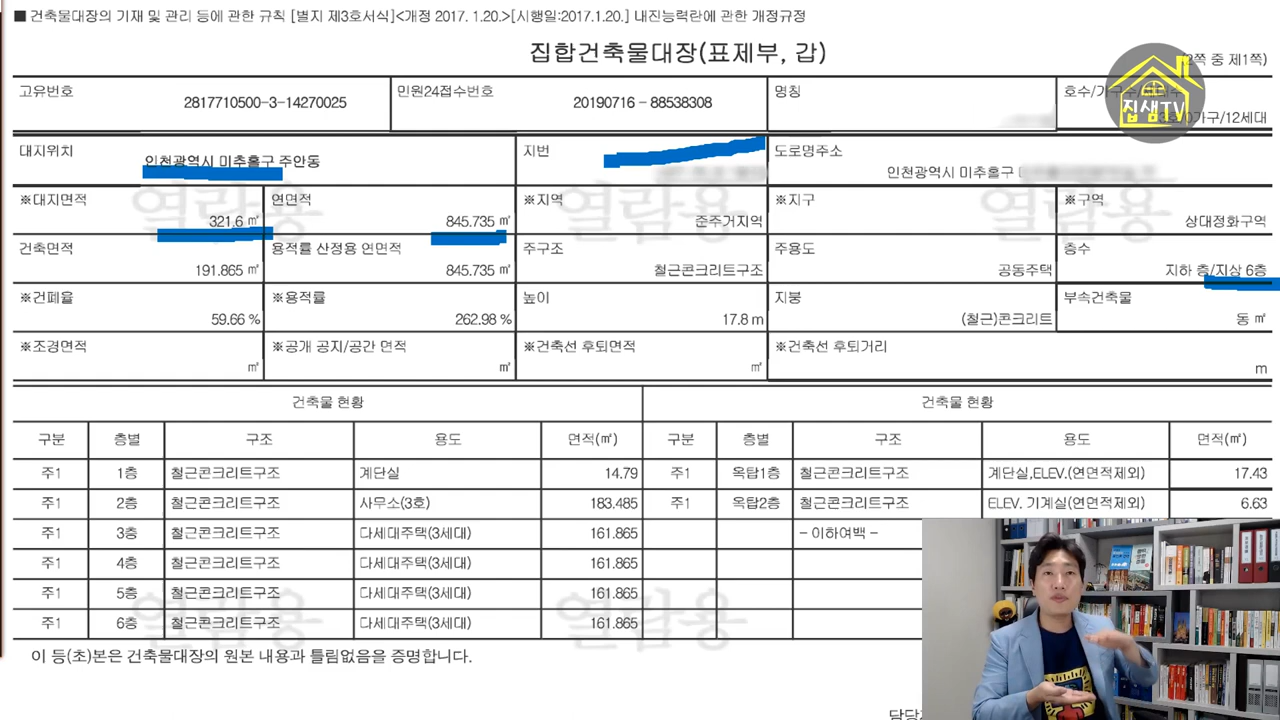 ■ 건축물대장의 기재 및 관리 등에 관한 규칙 [별지 제3호서식]<개정 2017. 1.20.>[시행일:2017.1.20.] 내진능력란에 관한 개정규정
집합건축물대장(표제부, 갑)
쪽 중 제1쪽)
집샘TV
고유번호 민원24접수번호 명칭
2817710500-3-14270025 20190716 - 88538308 가구/12세대
대지위치 지번 도로명주소
인천광역시 미추홀구 주안동 인천광역시 미추홀구
※대지면적 연면적 ※지역 ※지구 ※구역
321.6 ㎡ 845.735 ㎡ 준주거지역 상대정화구역
건축면적 용적률 산정용 연면적 주구조 주용도 층수
191.865 ㎡ 845.735 ㎡ 철근콘크리트구조 공동주택 지하 층/지상 6층
※건폐율 ※용적률 높이 지붕 부속건축물
59.66 % 262.98 % 17.8 m (철근)콘크리트 동 ㎡
※조경면적 ※공개 공지/공간 면적 ※건축선 후퇴면적 ※건축선 후퇴거리
㎡ ㎡ ㎡ m
건축물 현황 건축물 현황
구분 층별 구조 용도 면적(㎡) 구분 층별 구조 용도 면적(㎡)
주1 1층 철근콘크리트구조 계단실 14.79 주1 옥탑1층 철근콘크리트구조 계단실,ELEV.(연면적제외) 17.43
주1 2층 철근콘크리트구조 사무소(3호) 183.485 주1 옥탑2층 철근콘크리트구조 ELEV. 기계실(연면적제외) 6.63
주1 3층 철근콘크리트구조 다세대주택(3세대) 161.865 - 이하여백 -
주1 4층 철근콘크리트구조 다세대주택(3세대) 161.865
주1 5층 철근콘크리트구조 다세대주택(3세대) 161.865
주1 6층 철근콘크리트구조 다세대주택(3세대) 161.865
열람용
열람용
열람용
열람용
이 등(초)본은 건축물대장의 원본 내용과 틀림없음을 증명합니다.